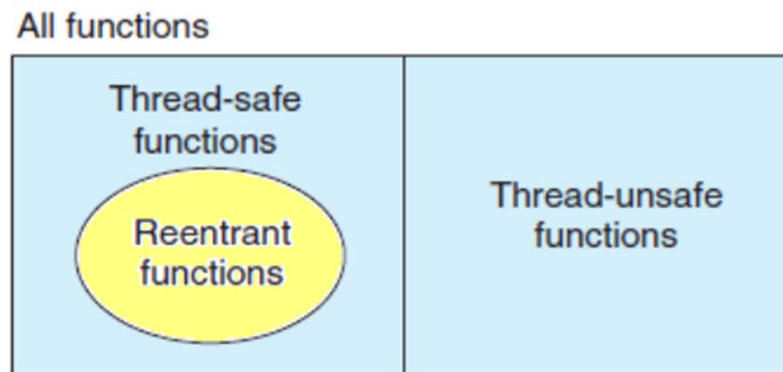 All functions
Thread-safe
functions
Reentrant
functions
Thread-unsafe
functions